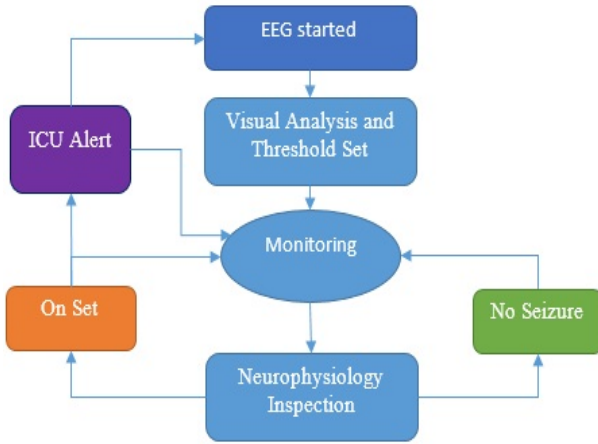 EEG started
Visual Analysis and
Threshold Set
ICU Alert
Monitoring
On Set
No Seizure
Neurophysiology
Inspection